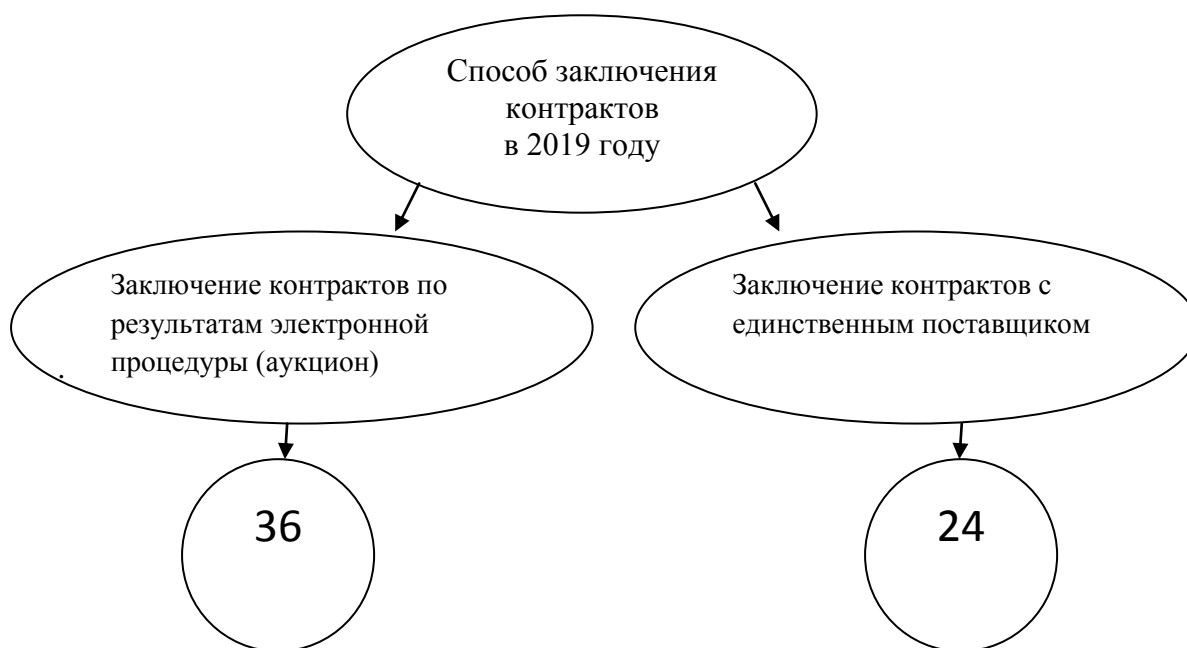 Способ заключения
контрактов
в 2019 году
Заключение контрактов по
результатам электронной
процедуры (аукцион)
.
Заключение контрактов с
единственным поставщиком
36
24